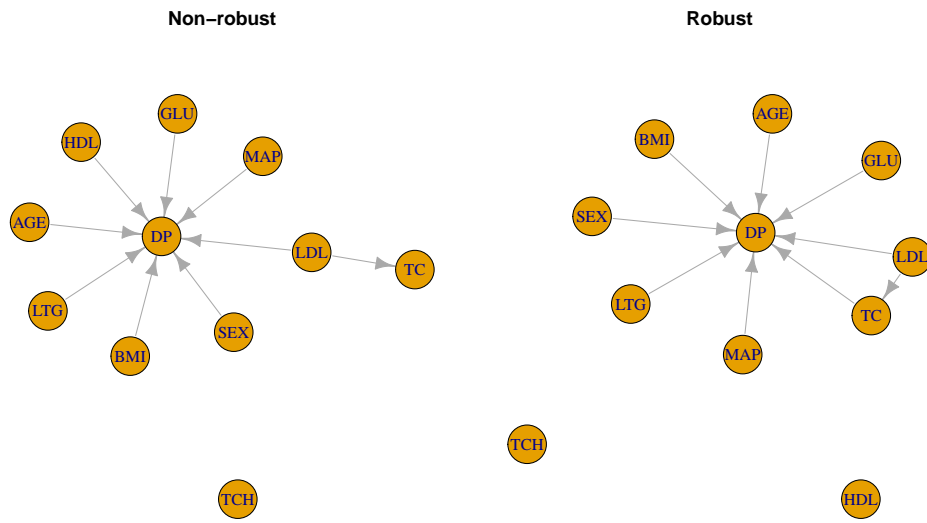 Non−robust
GLU
HDL
MAP
AGE
DP
LDL
TC
LTG
SEX
BMI
TCH
Robust
AGE
BMI
GLU
SEX
DP
LDL
LTG
TC
MAP
TCH
HDL